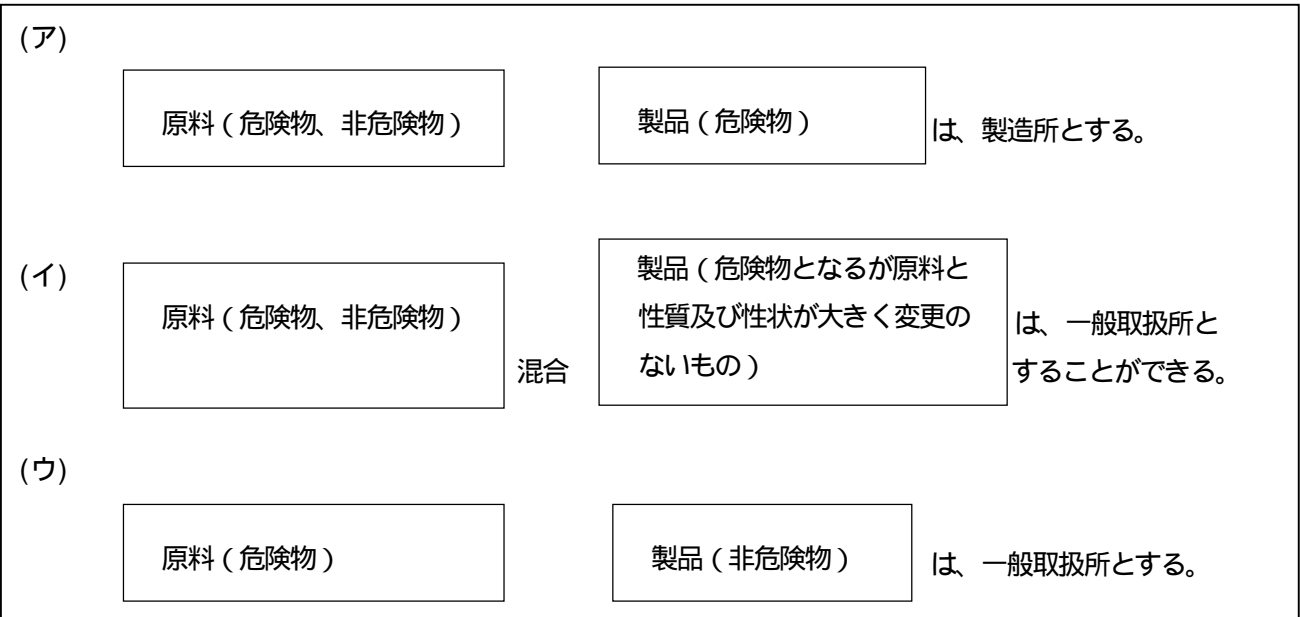 (ア)
原料(危険物、非危険物)
製品(危険物)
は、製造所とする。
(イ)
原料(危険物、非危険物)
混合
製品(危険物となるが原料と
性質及び性状が大きく変更の
ないもの)
は、一般取扱所と
することができる。
(ウ)
原料(危険物)
製品(非危険物)
は、一般取扱所とする。